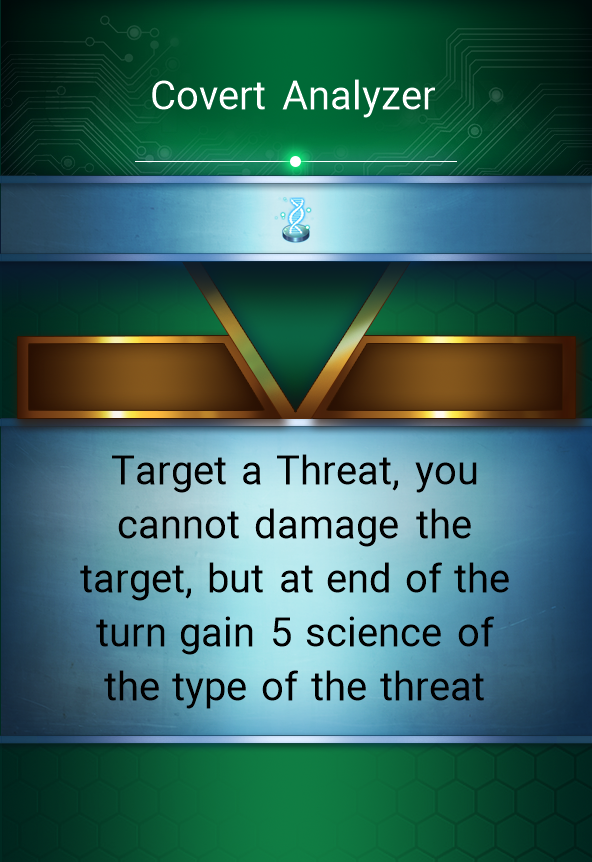 Covert Analyzer
Target a Threat, you
cannot damage the
target, but at end of the
turn gain 5 science of
the type of the threat